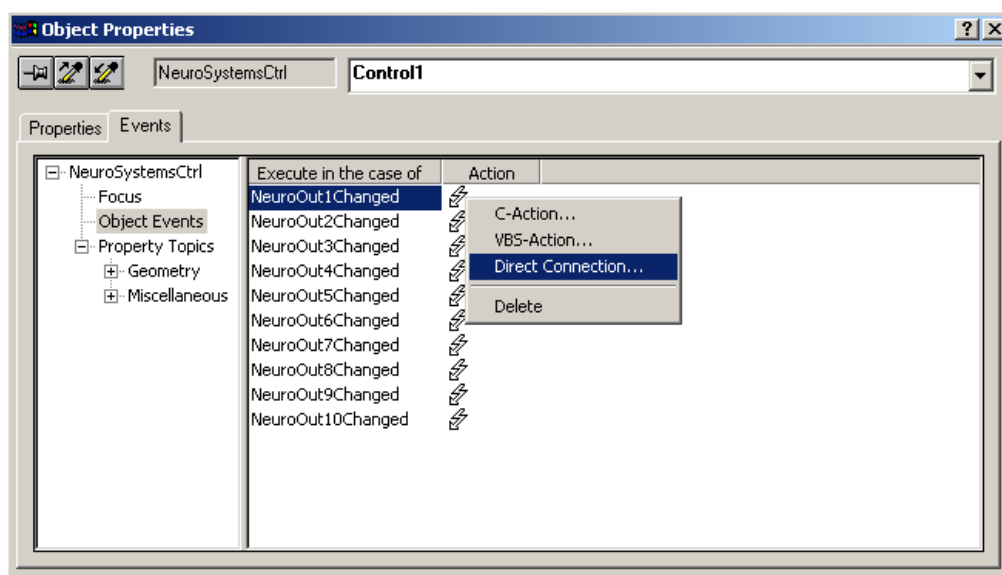 Object Properties
NeuroSystemsCtrl Control1
Properties Events
NeuroSystemsCtrl
Focus
Object Events
Property Topics
Geometry
Miscellaneous
Execute in the case of Action
NeuroOut1Changed
NeuroOut2Changed
NeuroOut3Changed
NeuroOut4Changed
NeuroOut5Changed
NeuroOut6Changed
NeuroOut7Changed
NeuroOut8Changed
NeuroOut9Changed
NeuroOut10Changed
C-Action...
VBS-Action...
Direct Connection...
Delete